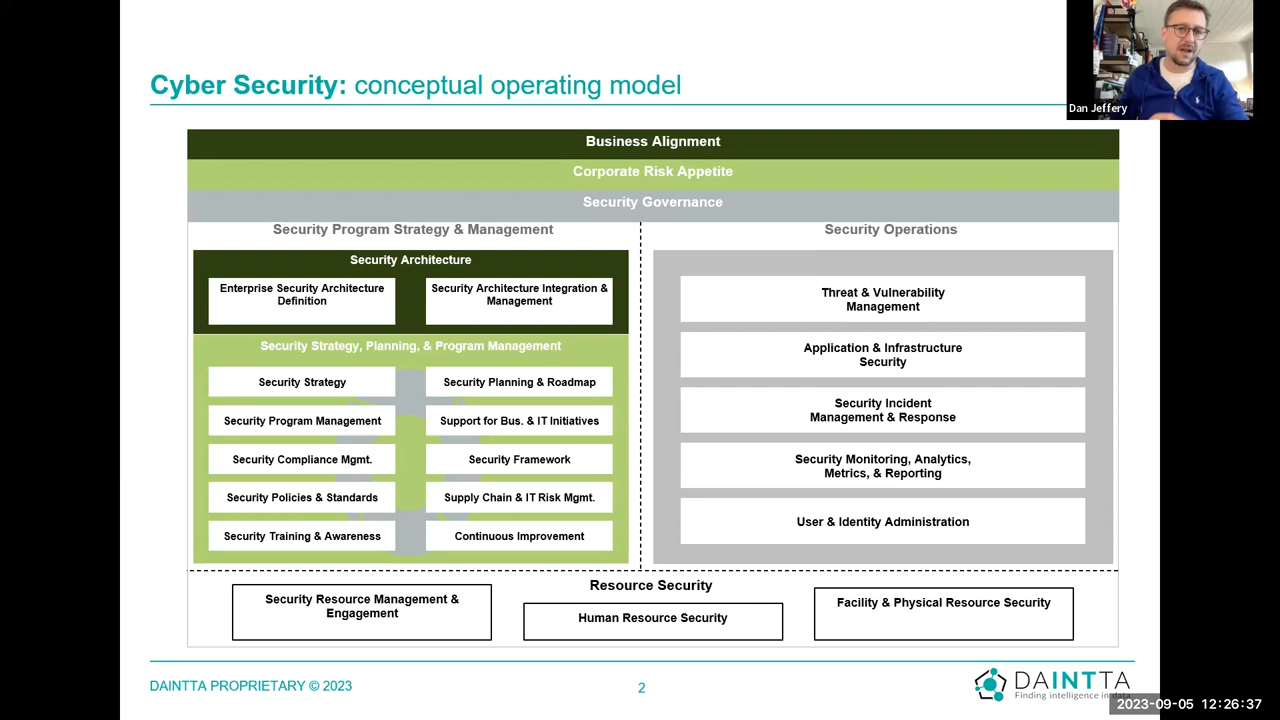 Cyber Security: conceptual operating model
Dan Jeffery
Business Alignment
Corporate Risk Appetite
Security Governance
Security Program Strategy & Management
Security Operations
Security Architecture
Enterprise Security Architecture
Definition
Security Architecture Integration &
Management
Security Strategy, Planning, & Program Management
Security Strategy
Security Planning & Roadmap
Security Program Management
Support for Bus. & IT Initiatives
Security Compliance Mgmt.
Security Framework
Security Policies & Standards
Supply Chain & IT Risk Mgmt.
Security Training & Awareness
Continuous Improvement
Threat & Vulnerability
Management
Application & Infrastructure
Security
Security Incident
Management & Response
Security Monitoring, Analytics,
Metrics, & Reporting
User & Identity Administration
Resource Security
Security Resource Management &
Engagement
Human Resource Security
Facility & Physical Resource Security
DAINTTA PROPRIETARY © 2023
2
DAINTTA
Finding intelligence in data
2023-09-05 12:26:37